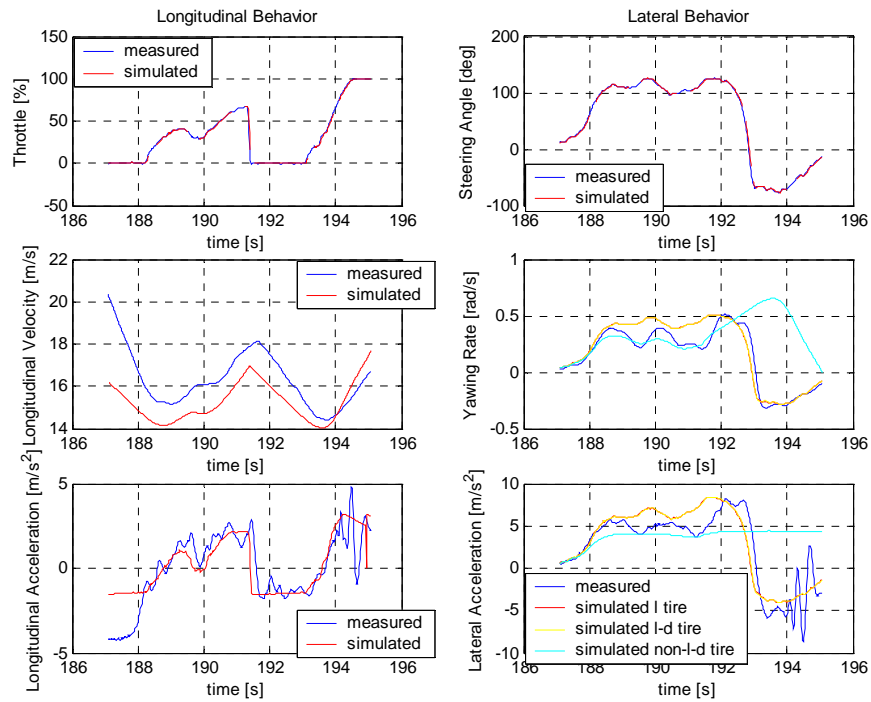 Longitudinal Behavior
150
100
50
0
-50
Throttle [%]
measured
simulated
186 188 190 192 194 196
time [s]
Lateral Behavior
200
100
0
-100
Steering Angle [deg]
measured
simulated
186 188 190 192 194 196
time [s]
22
20
18
16
14
Longitudinal Velocity [m/s]
measured
simulated
186 188 190 192 194 196
time [s]
1
0.5
0
-0.5
Yawing Rate [rad/s]
186 188 190 192 194 196
time [s]
5
0
-5
Longitudinal Acceleration [m/s²]
measured
simulated
186 188 190 192 194 196
time [s]
10
5
0
-5
-10
Lateral Acceleration [m/s²]
measured
simulated l tire
simulated l-d tire
simulated non-l-d tire
186 188 190 192 194 196
time [s]